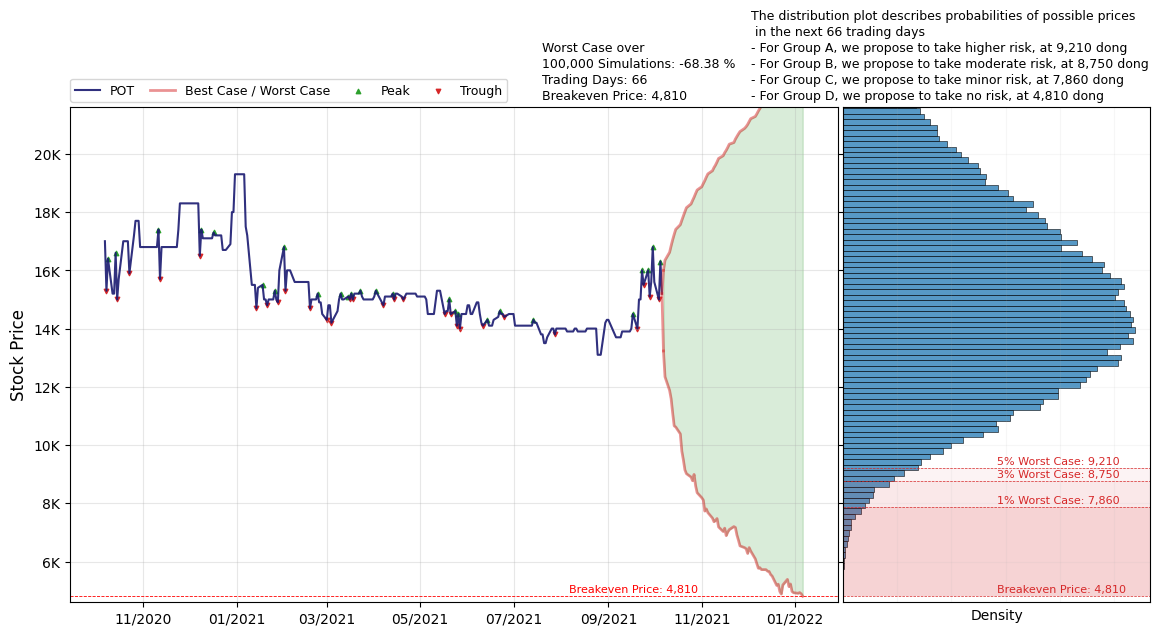 The distribution plot describes probabilities of possible prices
in the next 66 trading days
- For Group A, we propose to take higher risk, at 9,210 dong
- For Group B, we propose to take moderate risk, at 8,750 dong
- For Group C, we propose to take minor risk, at 7,860 dong
- For Group D, we propose to take no risk, at 4,810 dong
Worst Case over
100,000 Simulations: -68.38 %
Trading Days: 66
Breakeven Price: 4,810
POT
Best Case / Worst Case
Peak
Trough
Stock Price
20K
18K
16K
14K
12K
10K
8K
6K
Breakeven Price: 4,810
11/2020
01/2021
03/2021
05/2021
07/2021
09/2021
11/2021
01/2022
5% Worst Case: 9,210
3% Worst Case: 8,750
1% Worst Case: 7,860
Breakeven Price: 4,810
Density